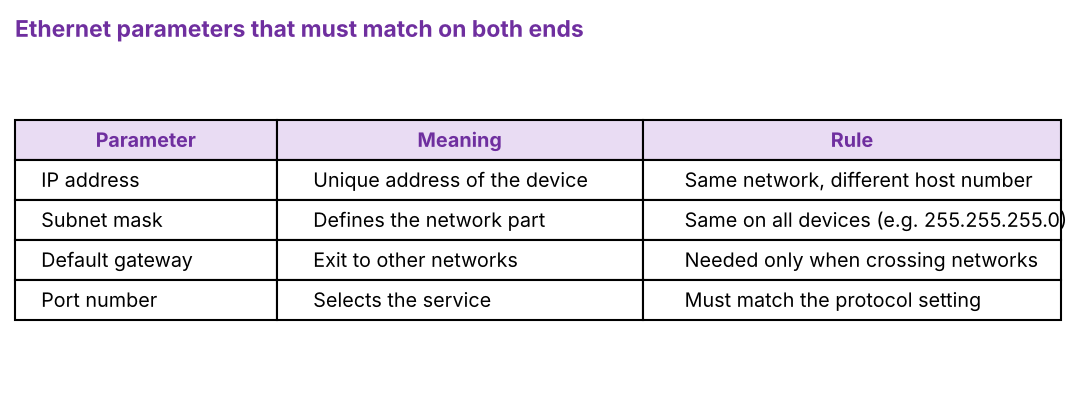 Ethernet parameters that must match on both ends
Parameter Meaning Rule
IP address Unique address of the device Same network, different host number
Subnet mask Defines the network part Same on all devices (e.g. 255.255.255.0)
Default gateway Exit to other networks Needed only when crossing networks
Port number Selects the service Must match the protocol setting